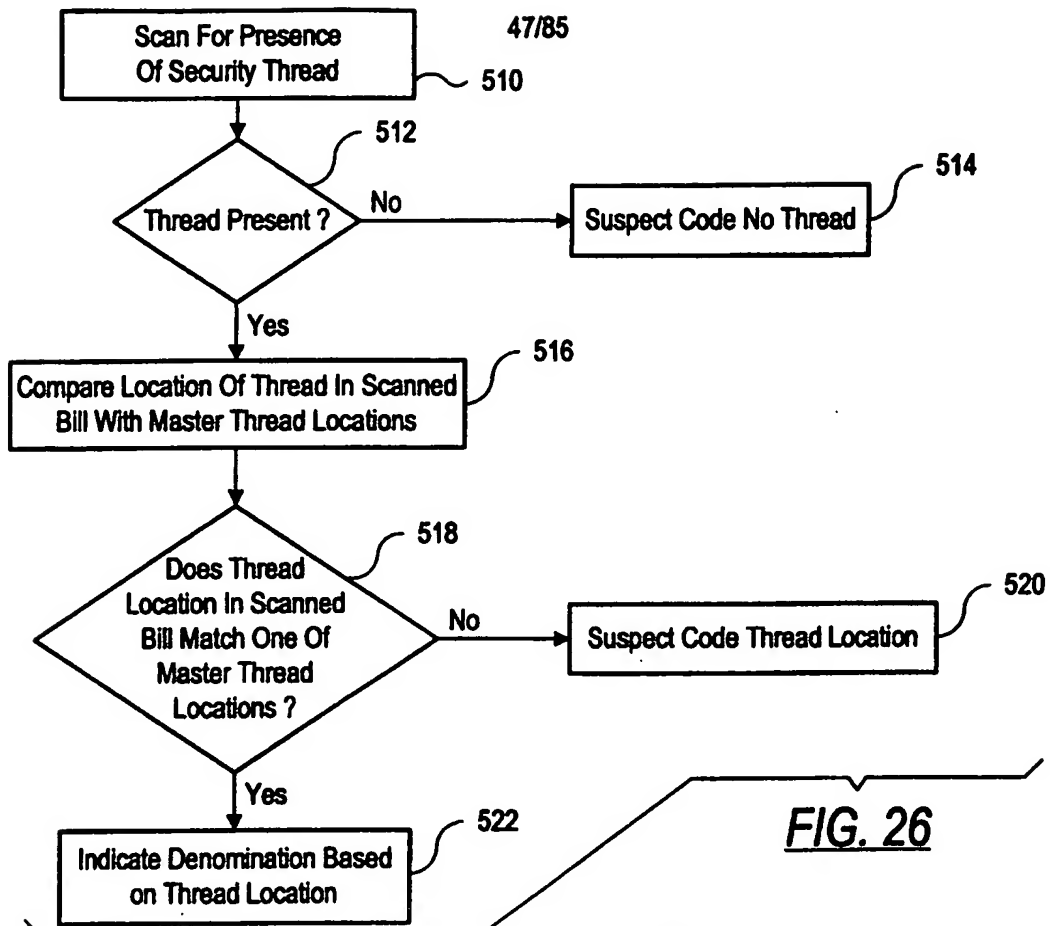 47/85
Scan For Presence
Of Security Thread
510
512
Thread Present ?
No
514
Suspect Code No Thread
Yes
516
Compare Location Of Thread In Scanned
Bill With Master Thread Locations
518
Does Thread
Location In Scanned
Bill Match One Of
Master Thread
Locations ?
No
520
Suspect Code Thread Location
Yes
522
Indicate Denomination Based
on Thread Location
FIG. 26